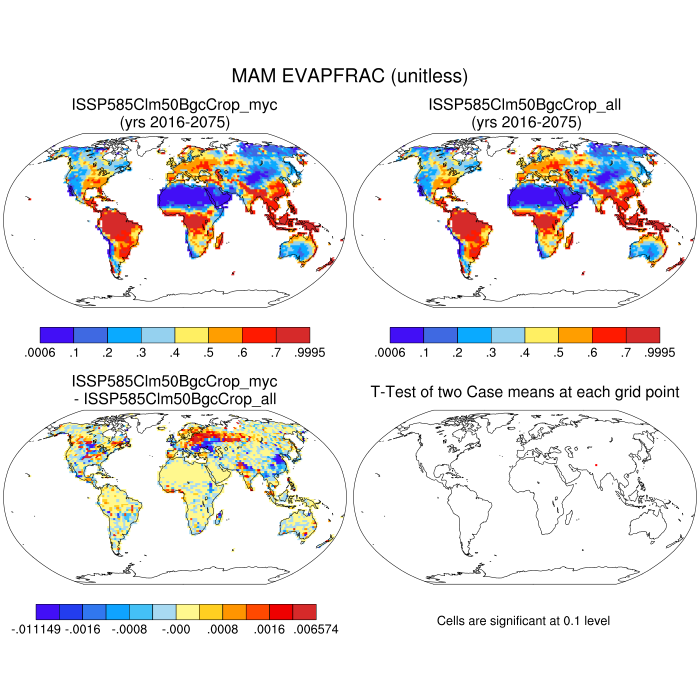 MAM EVAPFRAC (unitless)
ISSP585Clm50BgcCrop_myc
(yrs 2016-2075)
ISSP585Clm50BgcCrop_all
(yrs 2016-2075)
.0006 .1 .2 .3 .4 .5 .6 .7 .9995
.0006 .1 .2 .3 .4 .5 .6 .7 .9995
ISSP585Clm50BgcCrop_myc
- ISSP585Clm50BgcCrop_all
T-Test of two Case means at each grid point
-.011149 -.0016 -.0008 -.000 .0008 .0016 .006574
Cells are significant at 0.1 level